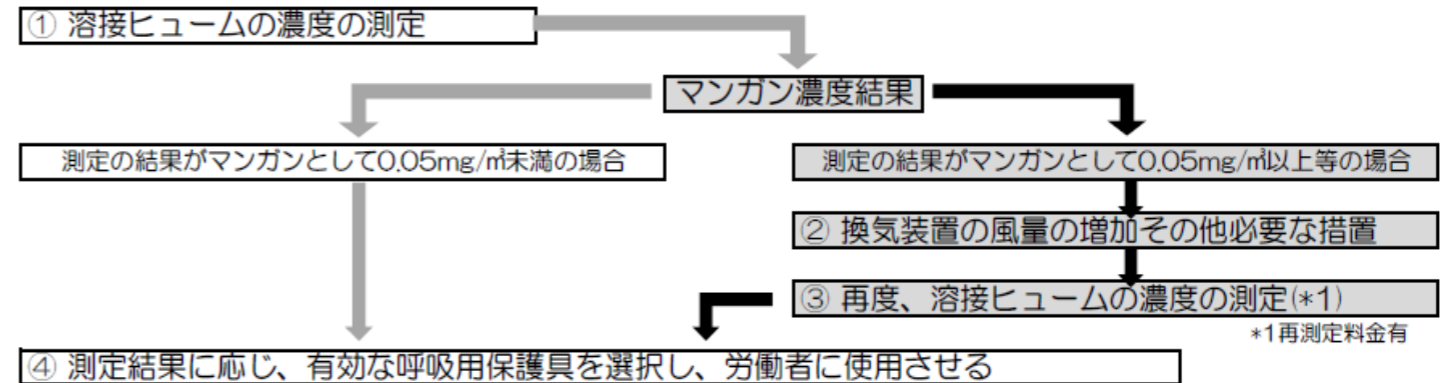 ① 溶接ヒュームの濃度の測定
マンガン濃度結果
測定の結果がマンガンとして0.05mg/㎥未満の場合
測定の結果がマンガンとして0.05mg/㎥以上等の場合
② 換気装置の風量の増加その他必要な措置
③ 再度、溶接ヒュームの濃度の測定(*1)
*1再測定料金有
④ 測定結果に応じ、有効な呼吸用保護具を選択し、労働者に使用させる